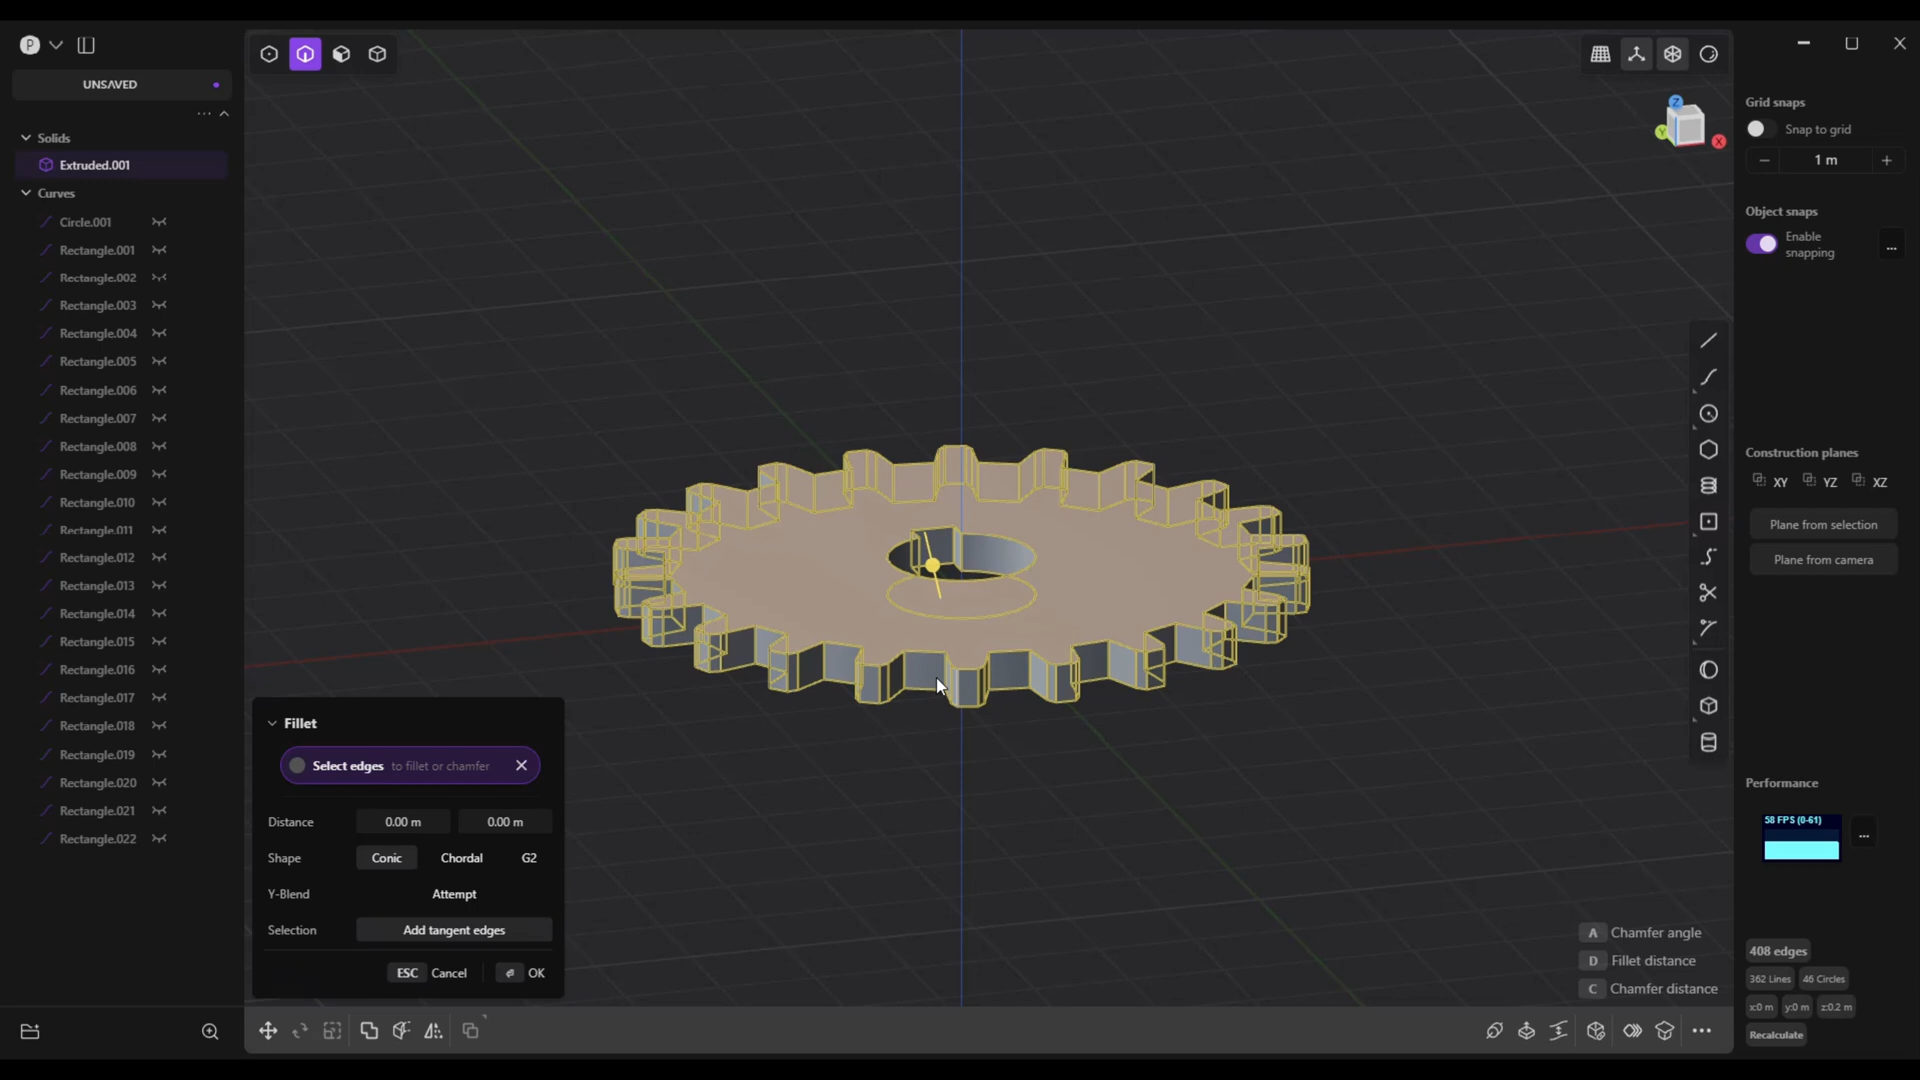 P
UNSAVED
...
Solids
Extruded.001
Curves
Circle.001
Rectangle.001
Rectangle.002
Rectangle.003
Rectangle.004
Rectangle.005
Rectangle.006
Rectangle.007
Rectangle.008
Rectangle.009
Rectangle.010
Rectangle.011
Rectangle.012
Rectangle.013
Rectangle.014
Rectangle.015
Rectangle.016
Rectangle.017
Rectangle.018
Rectangle.019
Rectangle.020
Rectangle.021
Rectangle.022
Fillet
Select edges to fillet or chamfer
Distance 0.00 m 0.00 m
Shape Conic Chordal G2
Y-Blend Attempt
Selection Add tangent edges
ESC Cancel OK
Z
Y
X
A Chamfer angle
D Fillet distance
C Chamfer distance
Grid snaps
Snap to grid
1 m
Object snaps
Enable
snapping
...
Construction planes
XY YZ XZ
Plane from selection
Plane from camera
Performance
58 FPS (0-61)
...
408 edges
362 Lines 46 Circles
x:0 m y:0 m z:0.2 m
Recalculate